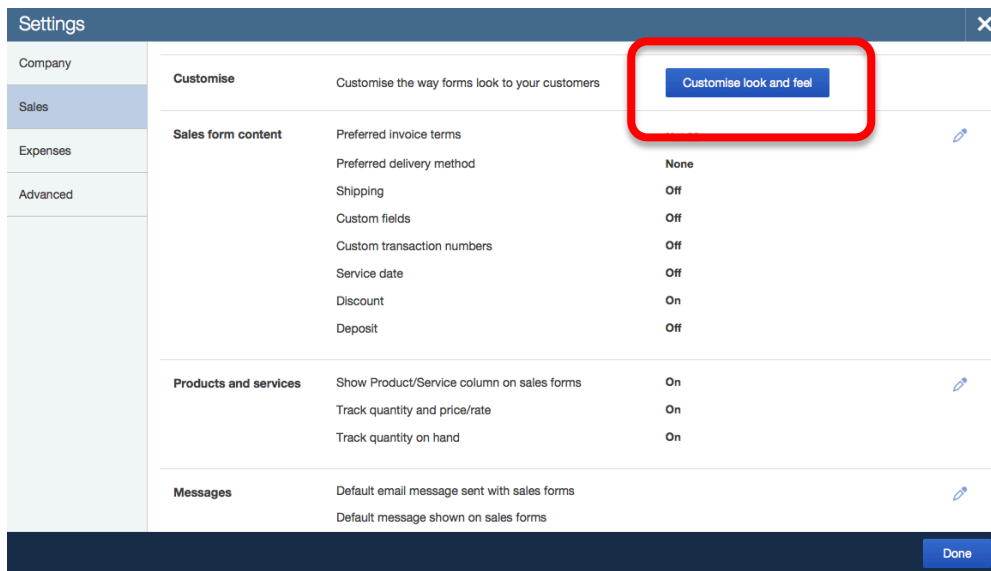 Settings
Company
Sales
Expenses
Advanced
Customise Customise the way forms look to your customers Customise look and feel
Sales form content Preferred invoice terms
Preferred delivery method None
Shipping Off
Custom fields Off
Custom transaction numbers Off
Service date Off
Discount On
Deposit Off
Products and services Show Product/Service column on sales forms On
Track quantity and price/rate On
Track quantity on hand On
Messages Default email message sent with sales forms
Default message shown on sales forms
Done